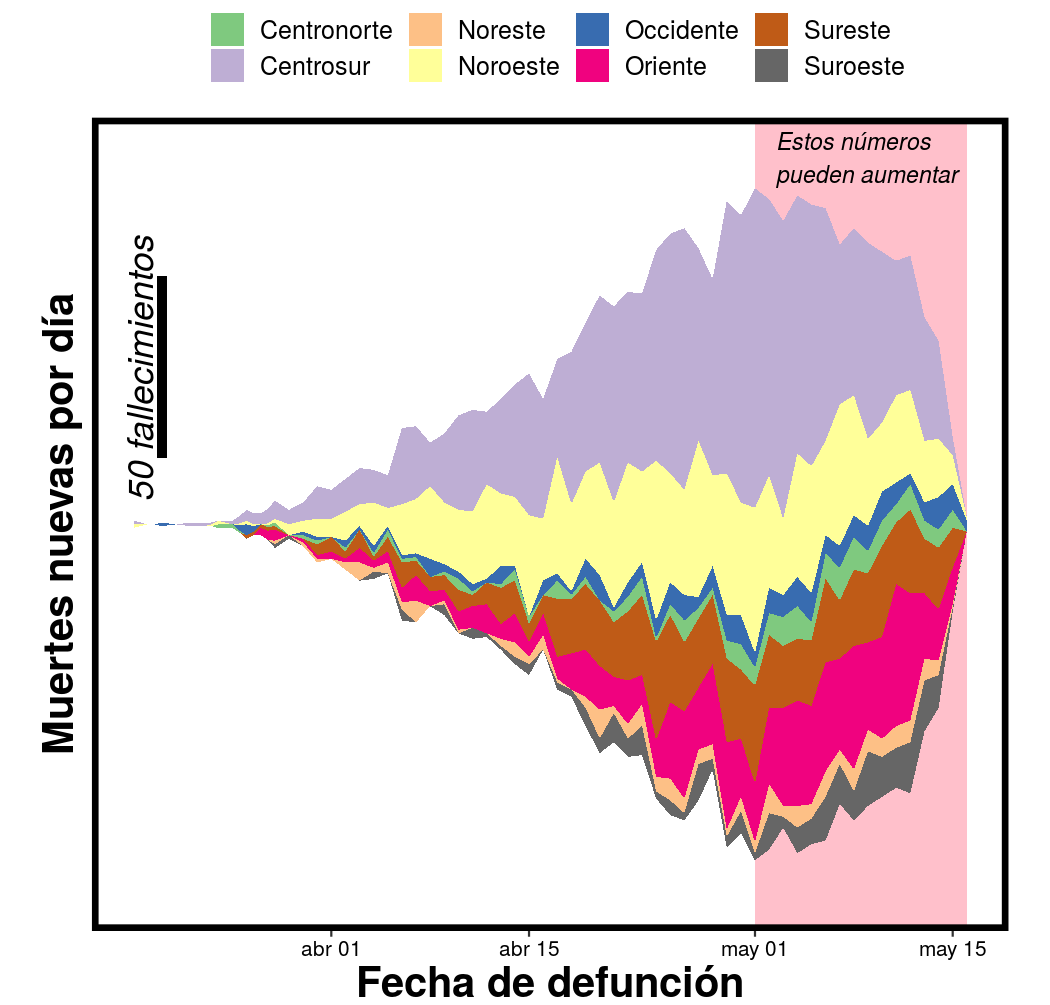 Centronorte Noreste Occidente Sureste
Centrosur Noroeste Oriente Suroeste
Estos números
pueden aumentar
50 fallecimientos
Muertes nuevas por día
abr 01 abr 15 may 01 may 15
Fecha de defunción